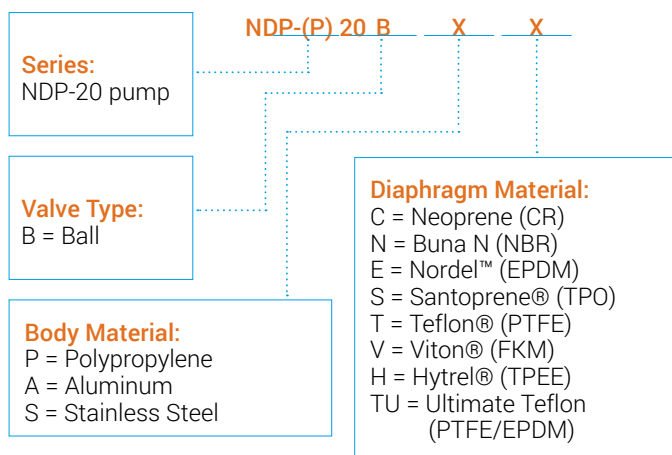 NDP-(P) 20 B X X
Series:
NDP-20 pump
Valve Type:
B = Ball
Body Material:
P = Polypropylene
A = Aluminum
S = Stainless Steel
Diaphragm Material:
C = Neoprene (CR)
N = Buna N (NBR)
E = Nordel™ (EPDM)
S = Santoprene® (TPO)
T = Teflon® (PTFE)
V = Viton® (FKM)
H = Hytrel® (TPEE)
TU = Ultimate Teflon
(PTFE/EPDM)